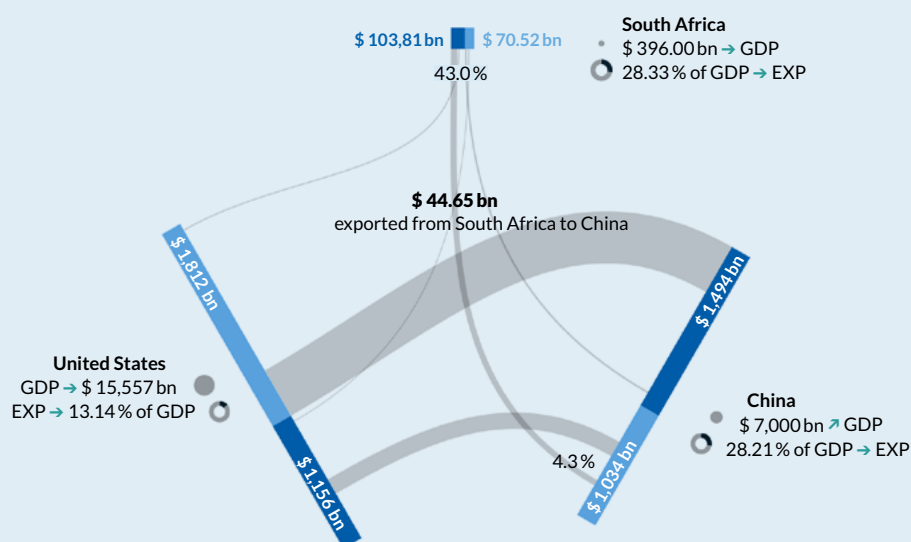 South Africa
$ 103,81 bn
$ 70.52 bn
$ 396.00 bn → GDP
43.0 %
28.33 % of GDP → EXP
$ 44.65 bn
exported from South Africa to China
$ 1,812 bn
$ 1,494 bn
United States
GDP → $ 15,557 bn
EXP → 13.14 % of GDP
China
$ 7,000 bn ↗ GDP
28.21 % of GDP → EXP
4.3 %
$ 1,156 bn
$ 1,034 bn